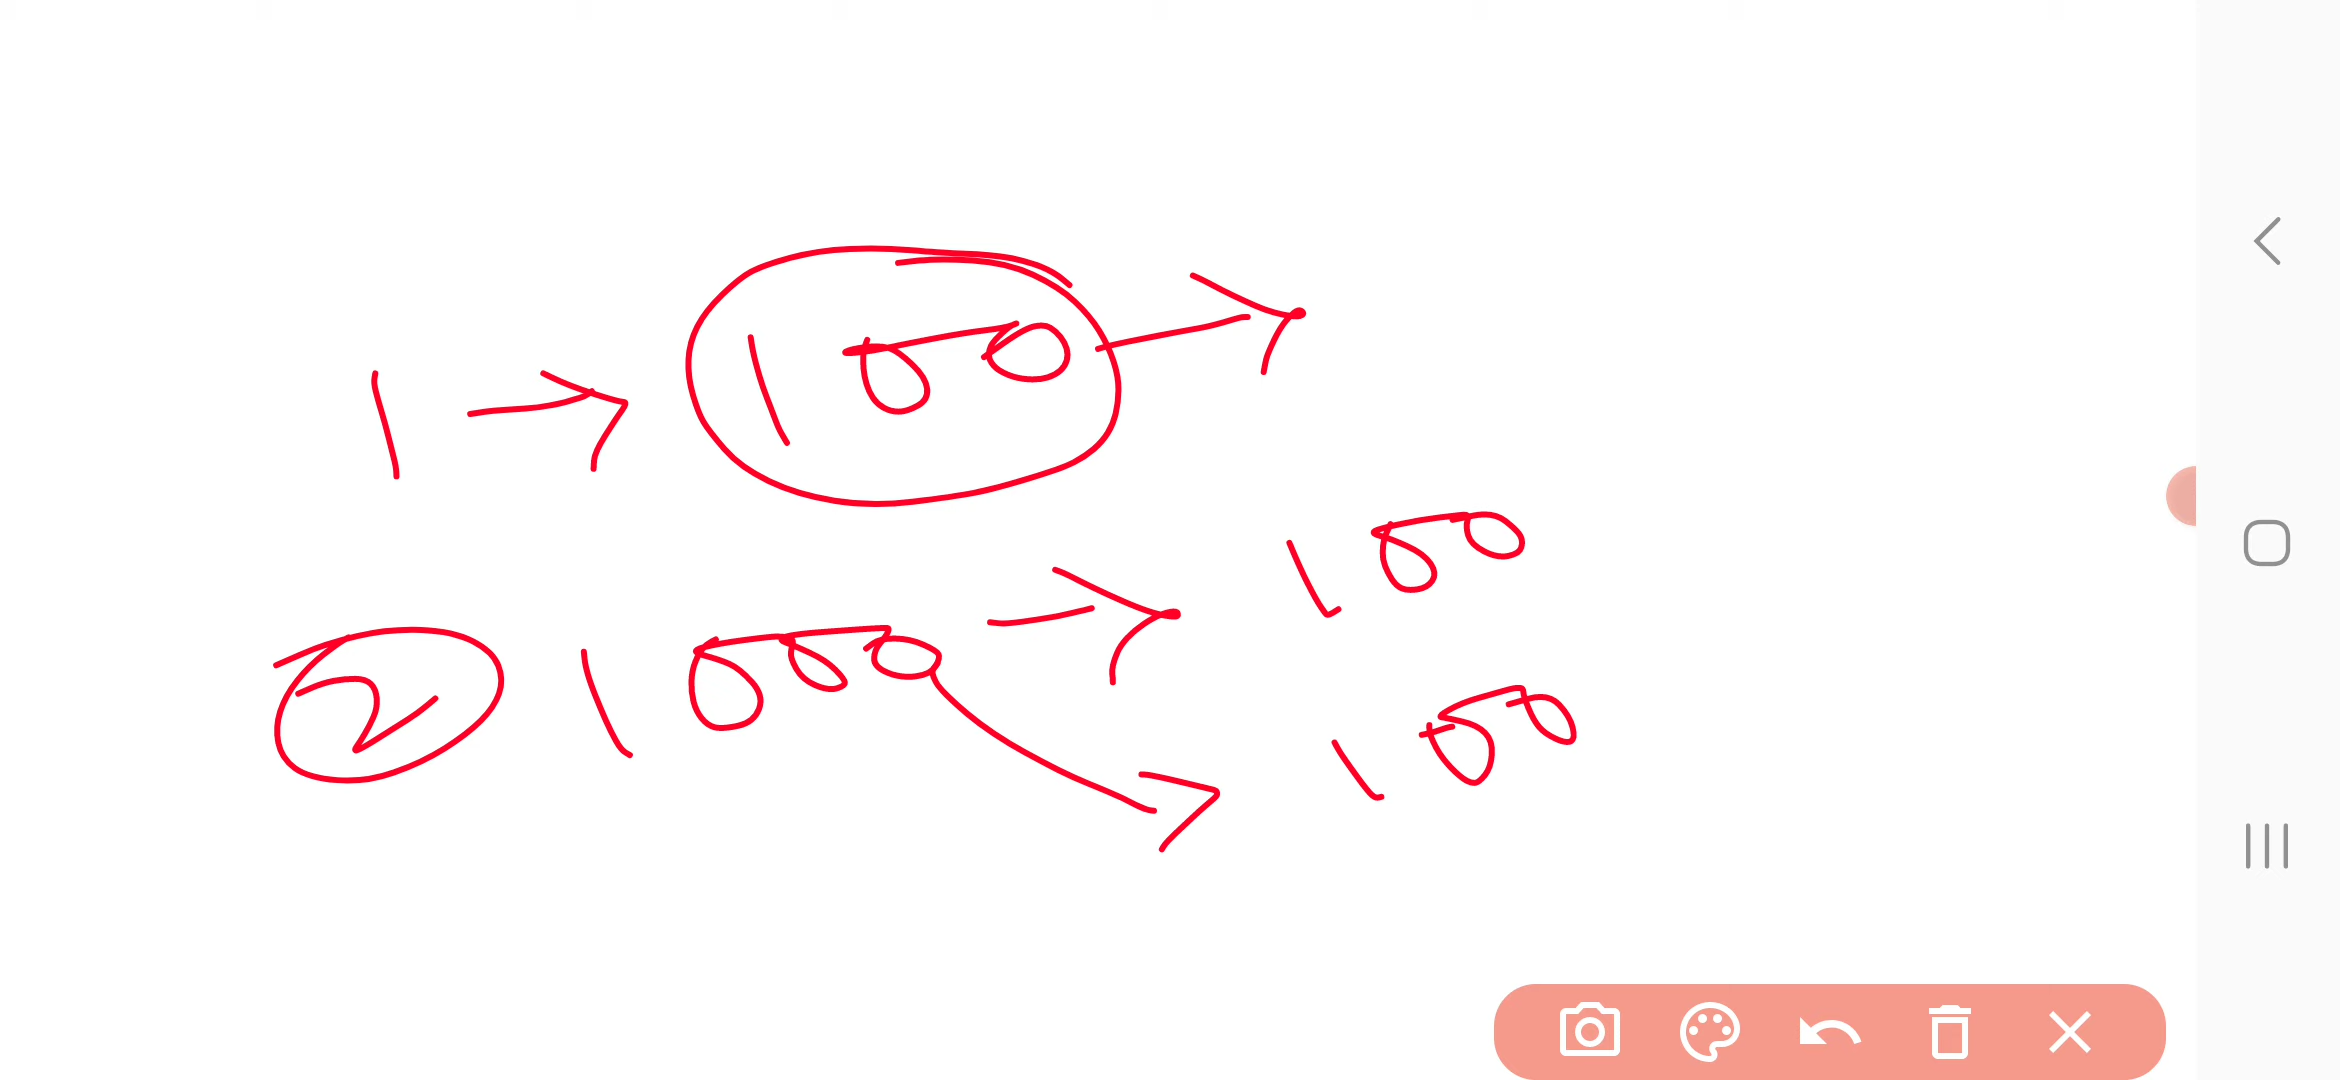 1 → 100 →
2 1000 → 100
→ 100